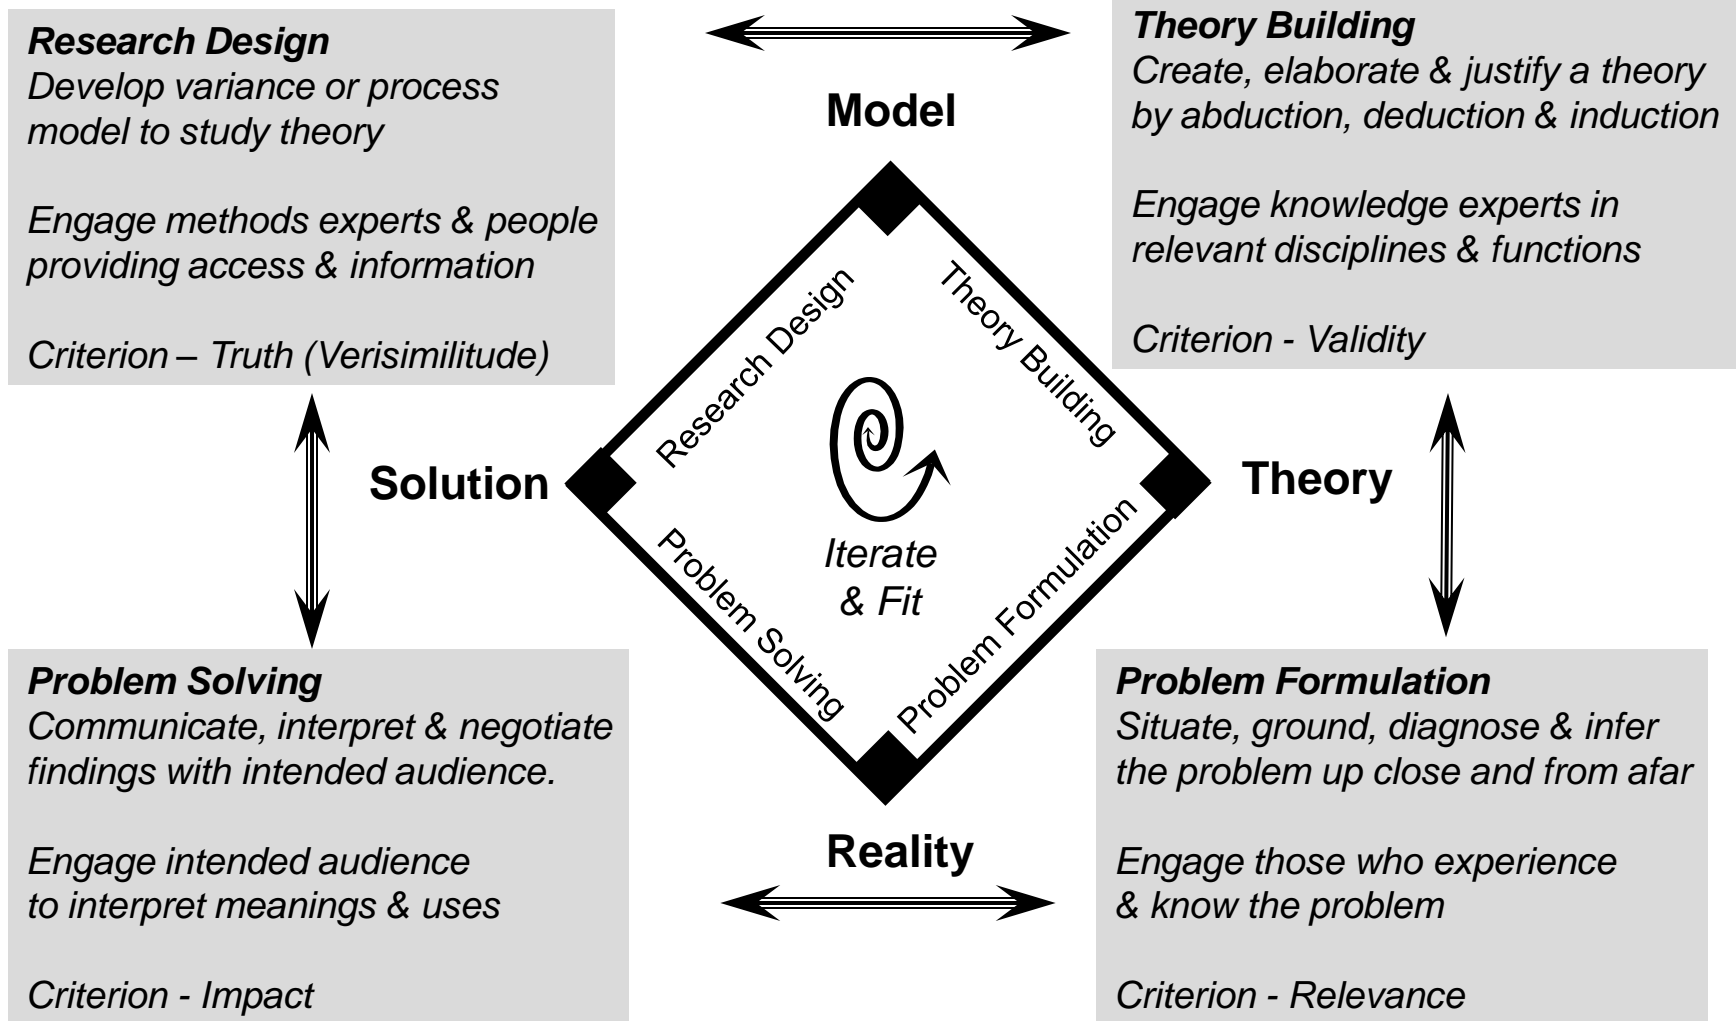 Research Design
Develop variance or process
model to study theory
Engage methods experts & people
providing access & information
Criterion – Truth (Verisimilitude)
Theory Building
Create, elaborate & justify a theory
by abduction, deduction & induction
Engage knowledge experts in
relevant disciplines & functions
Criterion - Validity
Model
Research Design
Theory Building
Solution
Theory
Iterate
& Fit
Problem Solving
Problem Formulation
Reality
Problem Solving
Communicate, interpret & negotiate
findings with intended audience.
Engage intended audience
to interpret meanings & uses
Criterion - Impact
Problem Formulation
Situate, ground, diagnose & infer
the problem up close and from afar
Engage those who experience
& know the problem
Criterion - Relevance